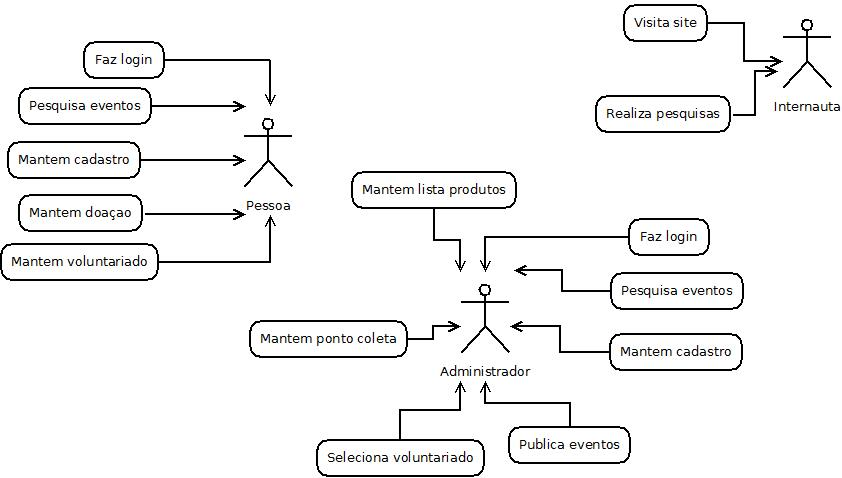 Visita site
Faz login
Pesquisa eventos
Internauta
Realiza pesquisas
Mantem cadastro
Mantem lista produtos
Pessoa
Mantem doaçao
Faz login
Mantem voluntariado
Pesquisa eventos
Mantem ponto coleta
Mantem cadastro
Administrador
Publica eventos
Seleciona voluntariado